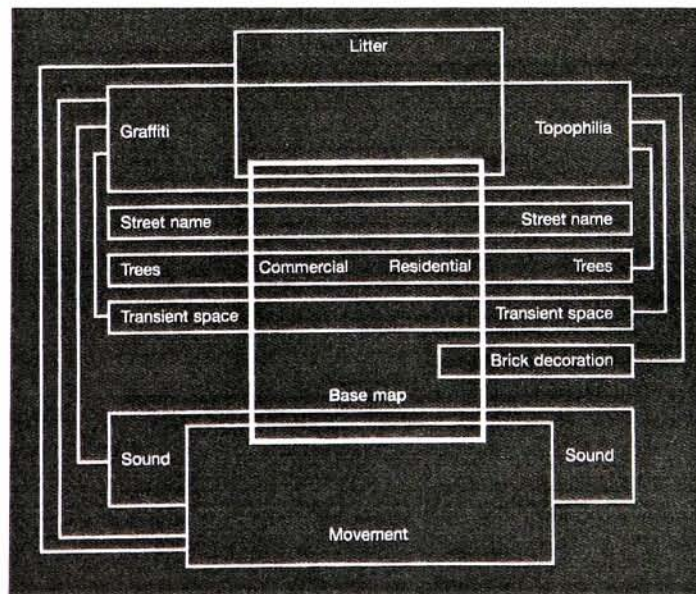 Litter
Graffiti Topophilia
Street name Street name
Trees Commercial Residential Trees
Transient space Transient space
Brick decoration
Base map
Sound Sound
Movement